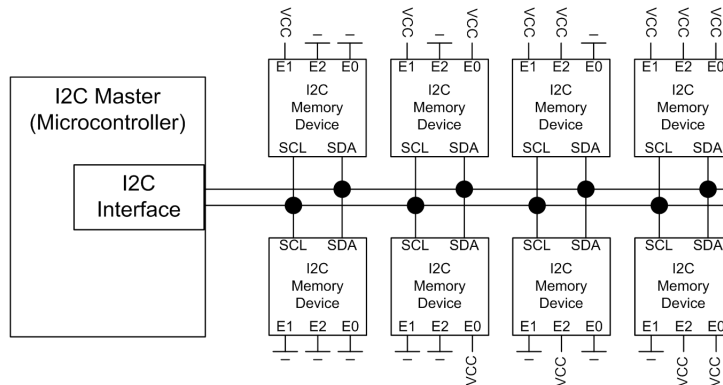 VCC VCC VCC VCC VCC VCC VCC VCC
E1 E2 E0 E1 E2 E0 E1 E2 E0 E1 E2 E0
I2C Master
(Microcontroller)
I2C
Memory
Device
I2C
Memory
Device
I2C
Memory
Device
I2C
Memory
Device
SCL SDA SCL SDA SCL SDA SCL SDA
I2C
Interface
SCL SDA SCL SDA SCL SDA SCL SDA
I2C
Memory
Device
I2C
Memory
Device
I2C
Memory
Device
I2C
Memory
Device
E1 E2 E0 E1 E2 E0 E1 E2 E0 E1 E2 E0
VCC VCC VCC VCC